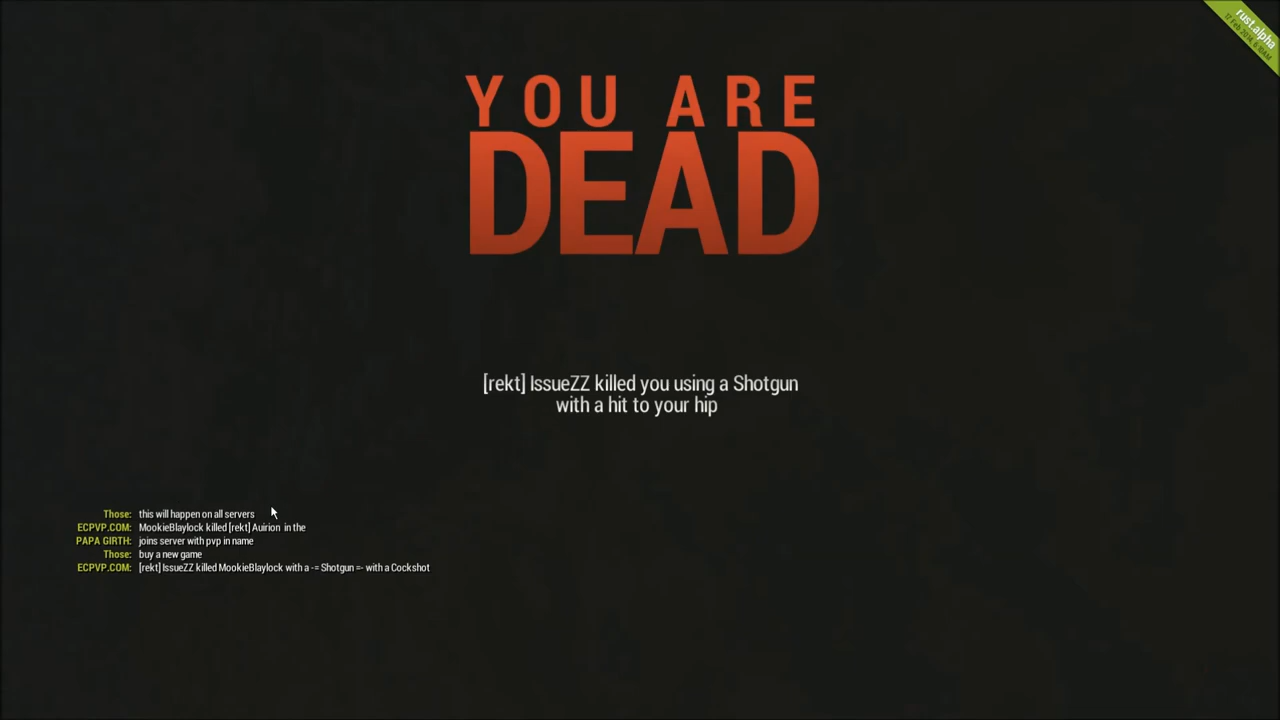 rust.alpha
YOU ARE
DEAD
[rekt] IssueZZ killed you using a Shotgun
with a hit to your hip
Those: this will happen on all servers
ECPVP.COM: MookieBlaylock killed [rekt] Auirion in the
PAPA GIRTH: joins server with pvp in name
Those: buy a new game
ECPVP.COM: [rekt] IssueZZ killed MookieBlaylock with a -= Shotgun =- with a Cockshot